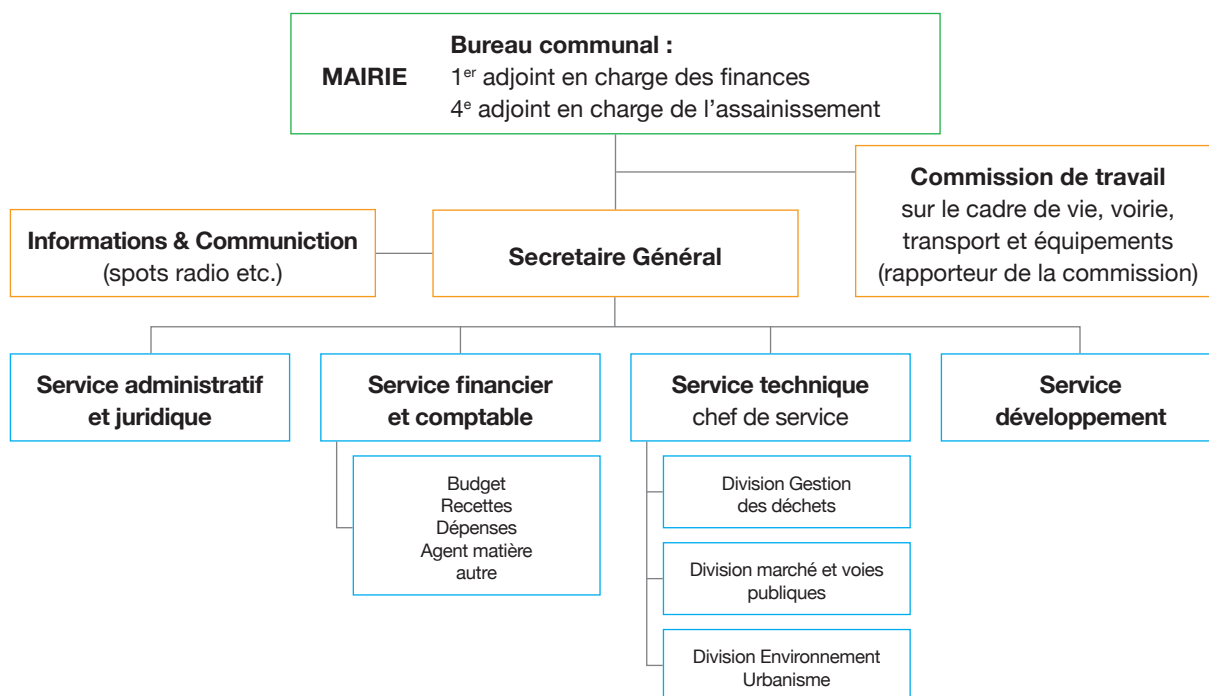 MAIRIE
Bureau communal :
1er adjoint en charge des finances
4e adjoint en charge de l’assainissement
Commission de travail
sur le cadre de vie, voirie,
transport et équipements
(rapporteur de la commission)
Informations & Communiction
(spots radio etc.)
Secretaire Général
Service administratif
et juridique
Service financier
et comptable
Service technique
chef de service
Service
développement
Budget
Recettes
Dépenses
Agent matière
autre
Division Gestion
des déchets
Division marché et voies
publiques
Division Environnement
Urbanisme